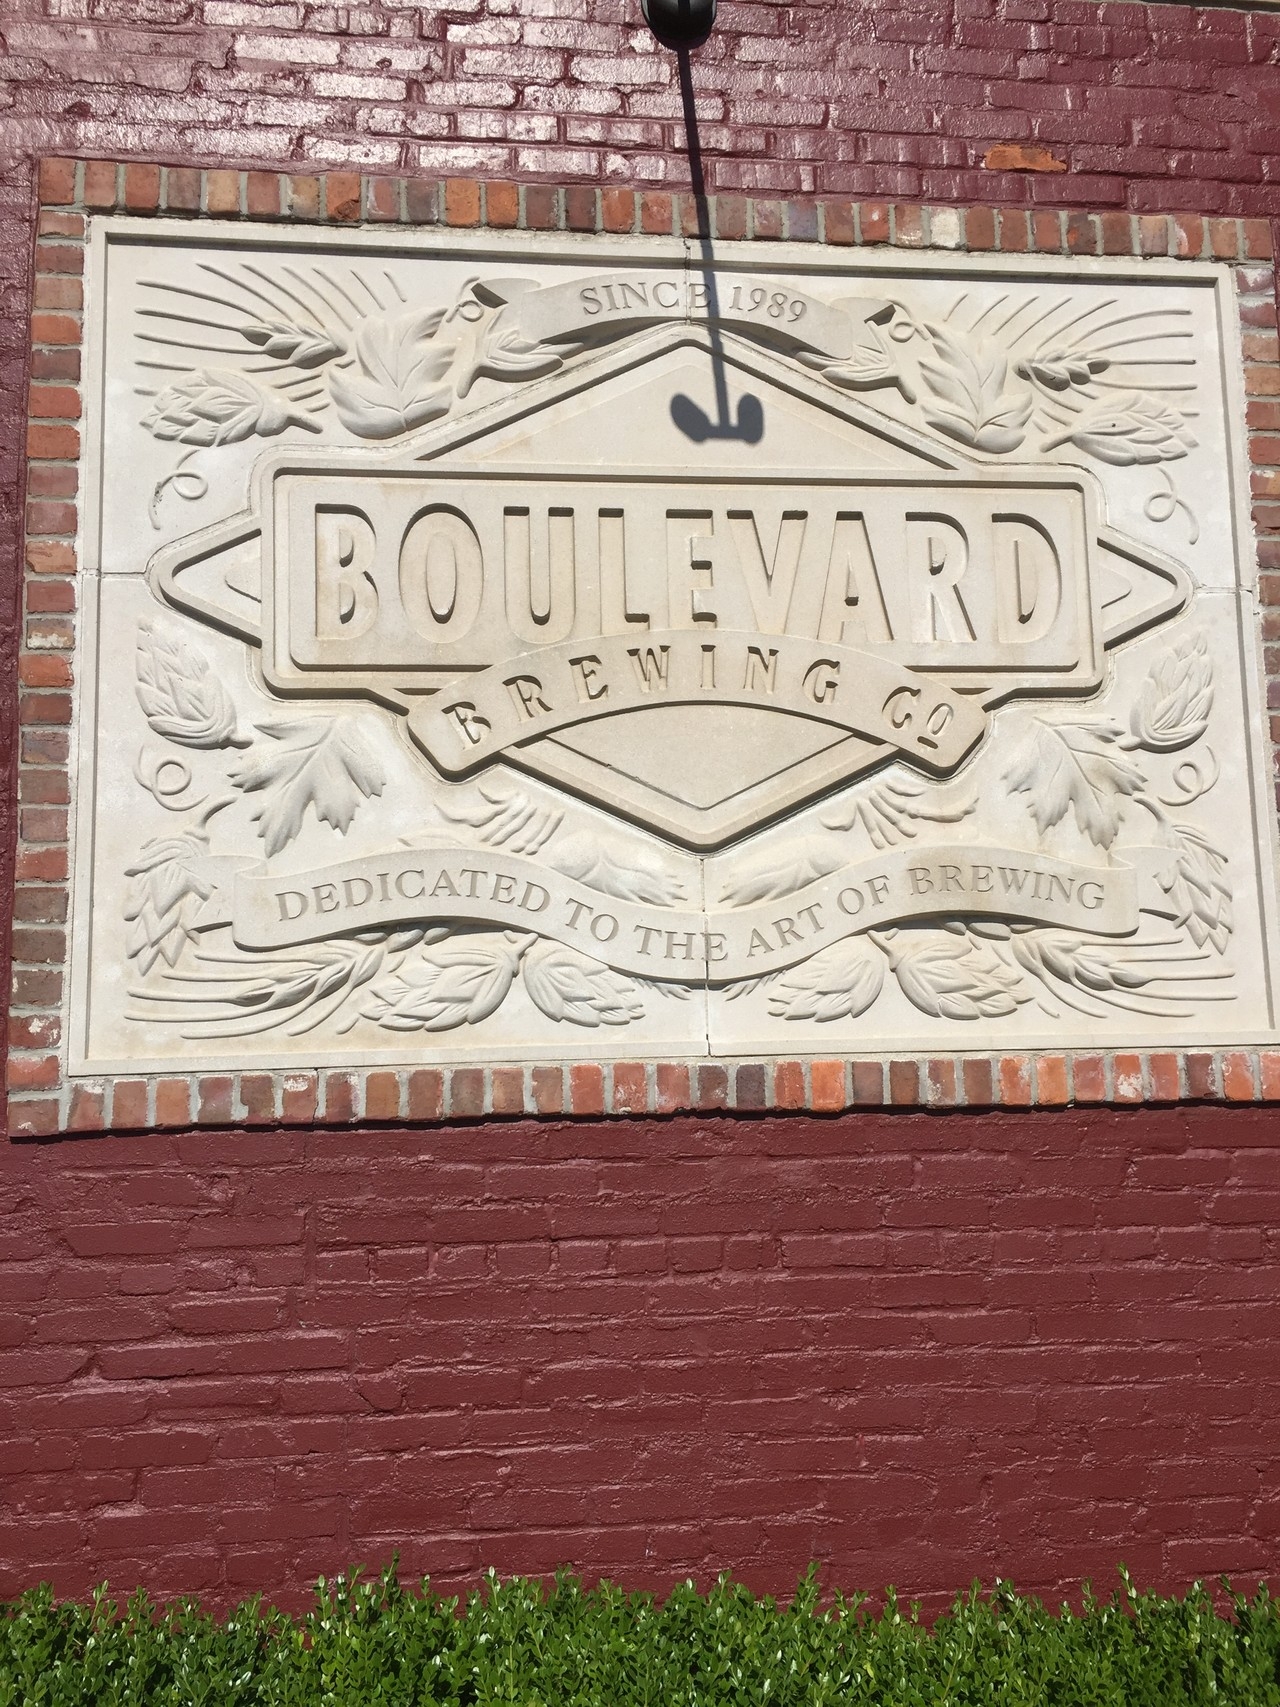 SINCE 1989
BOULEVARD
BREWING CO
DEDICATED TO THE ART OF BREWING